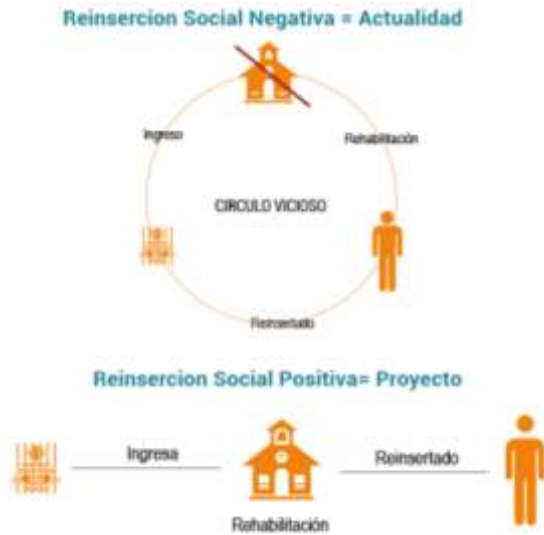 Reinsercion Social Negativa = Actualidad
Ingreso
Rehabilitación
CIRCULO VICIOSO
Reinsertado
Reinsercion Social Positiva= Proyecto
Ingresa
Reinsertado
Rehabilitación